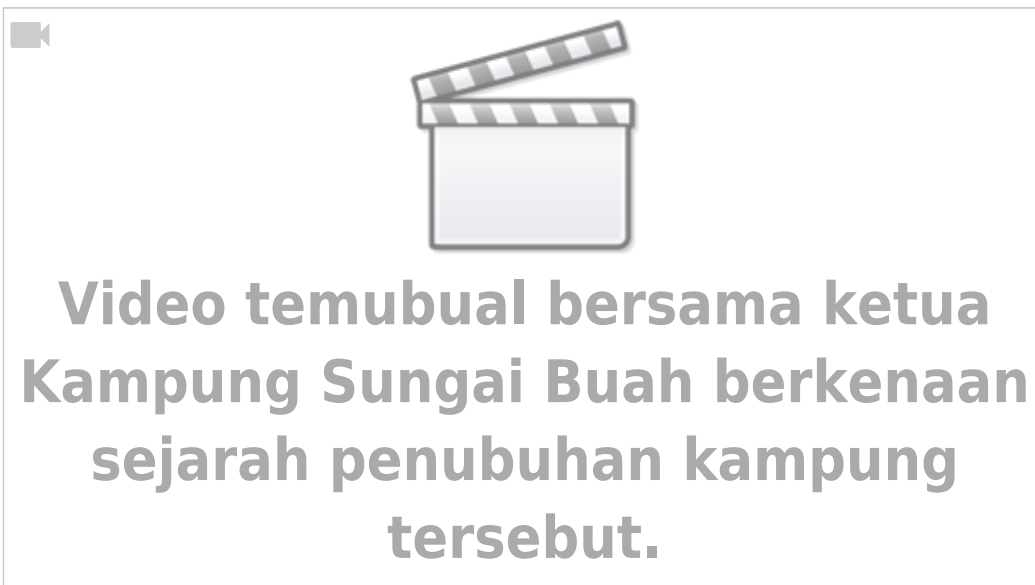 Video temubual bersama ketua
Kampung Sungai Buah berkenaan
sejarah penubuhan kampung
tersebut.